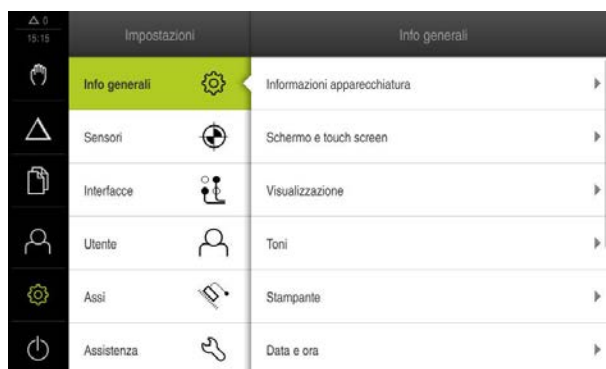 △ 0
15:15
Impostazioni
Info generali
Info generali
Sensori
Interfacce
Utente
Assi
Assistenza
Informazioni apparecchiatura
Schermo e touch screen
Visualizzazione
Toni
Stampante
Data e ora